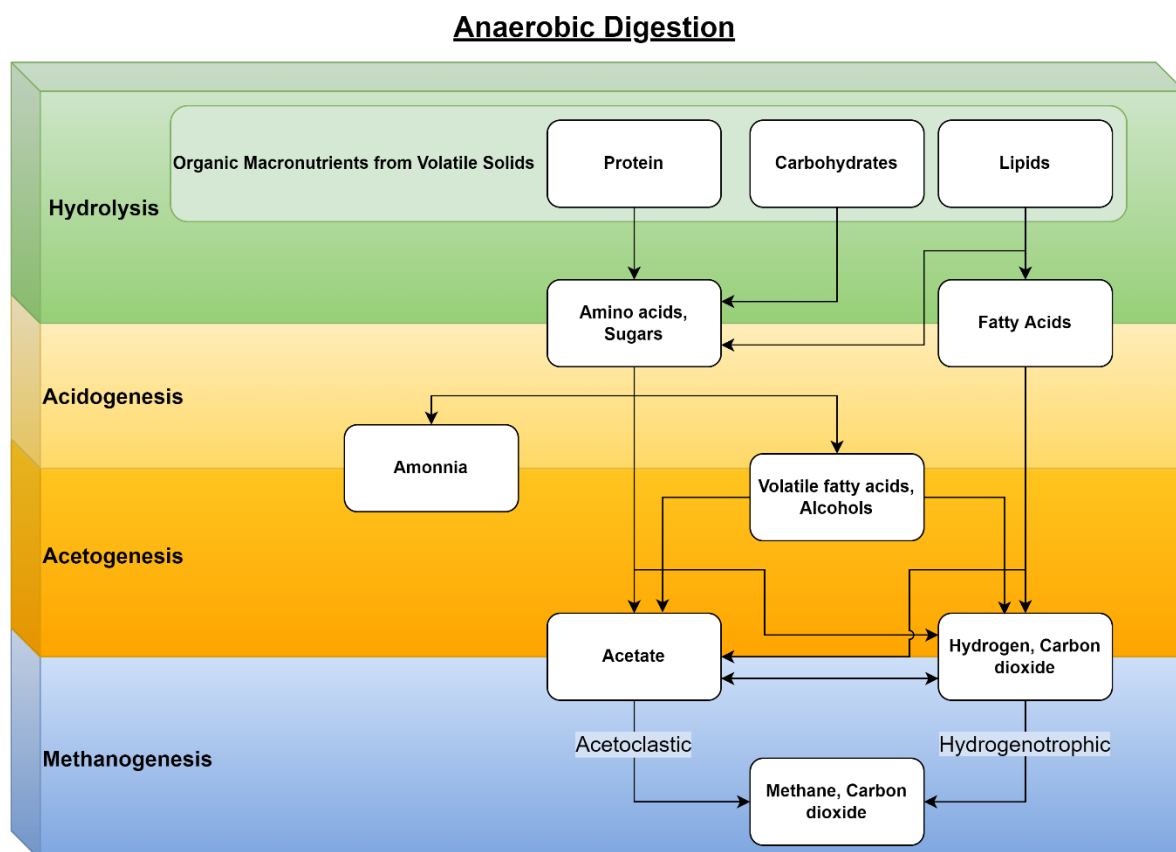 Anaerobic Digestion
Organic Macronutrients from Volatile Solids
Protein
Carbohydrates
Lipids
Hydrolysis
Amino acids,
Sugars
Fatty Acids
Acidogenesis
Amonnia
Volatile fatty acids,
Alcohols
Acetogenesis
Acetate
Hydrogen, Carbon
dioxide
Acetoclastic
Hydrogenotrophic
Methanogenesis
Methane, Carbon
dioxide